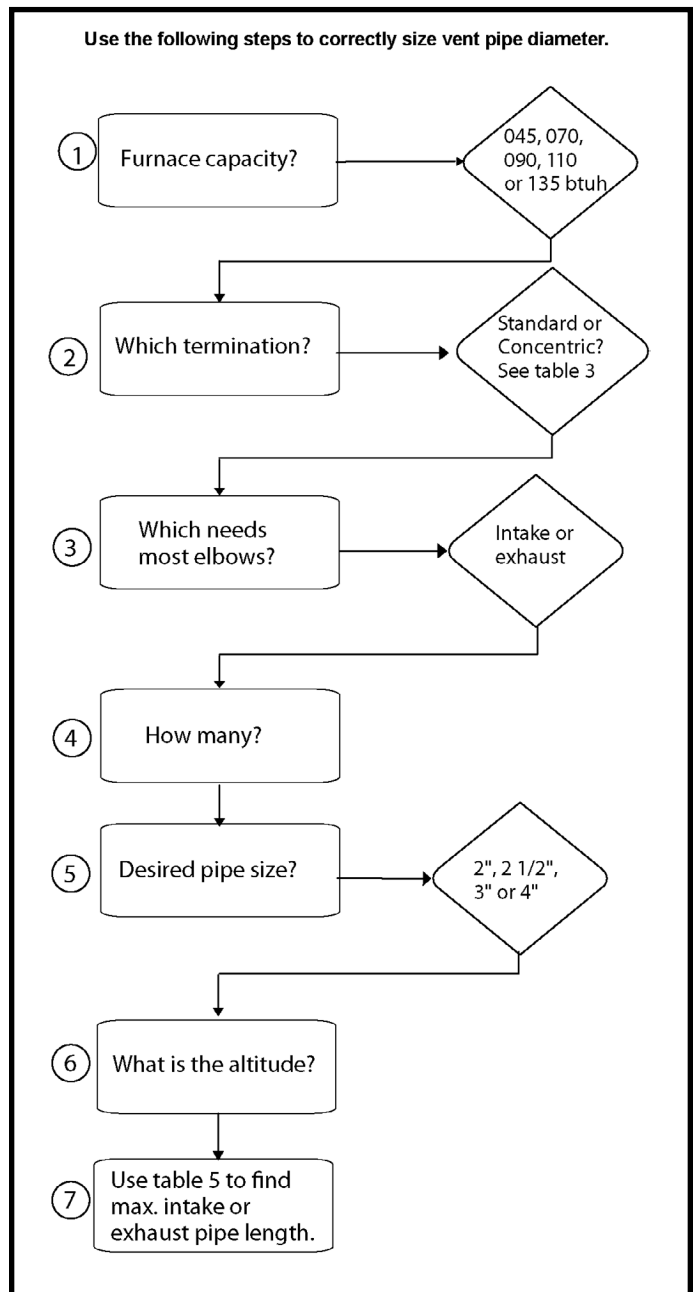 Use the following steps to correctly size vent pipe diameter.
1
Furnace capacity?
045, 070,
090, 110
or 135 btuh
2
Which termination?
Standard or
Concentric?
See table 3
3
Which needs
most elbows?
Intake or
exhaust
4
How many?
5
Desired pipe size?
2", 2 1/2",
3" or 4"
6
What is the altitude?
7
Use table 5 to find
max. intake or
exhaust pipe length.